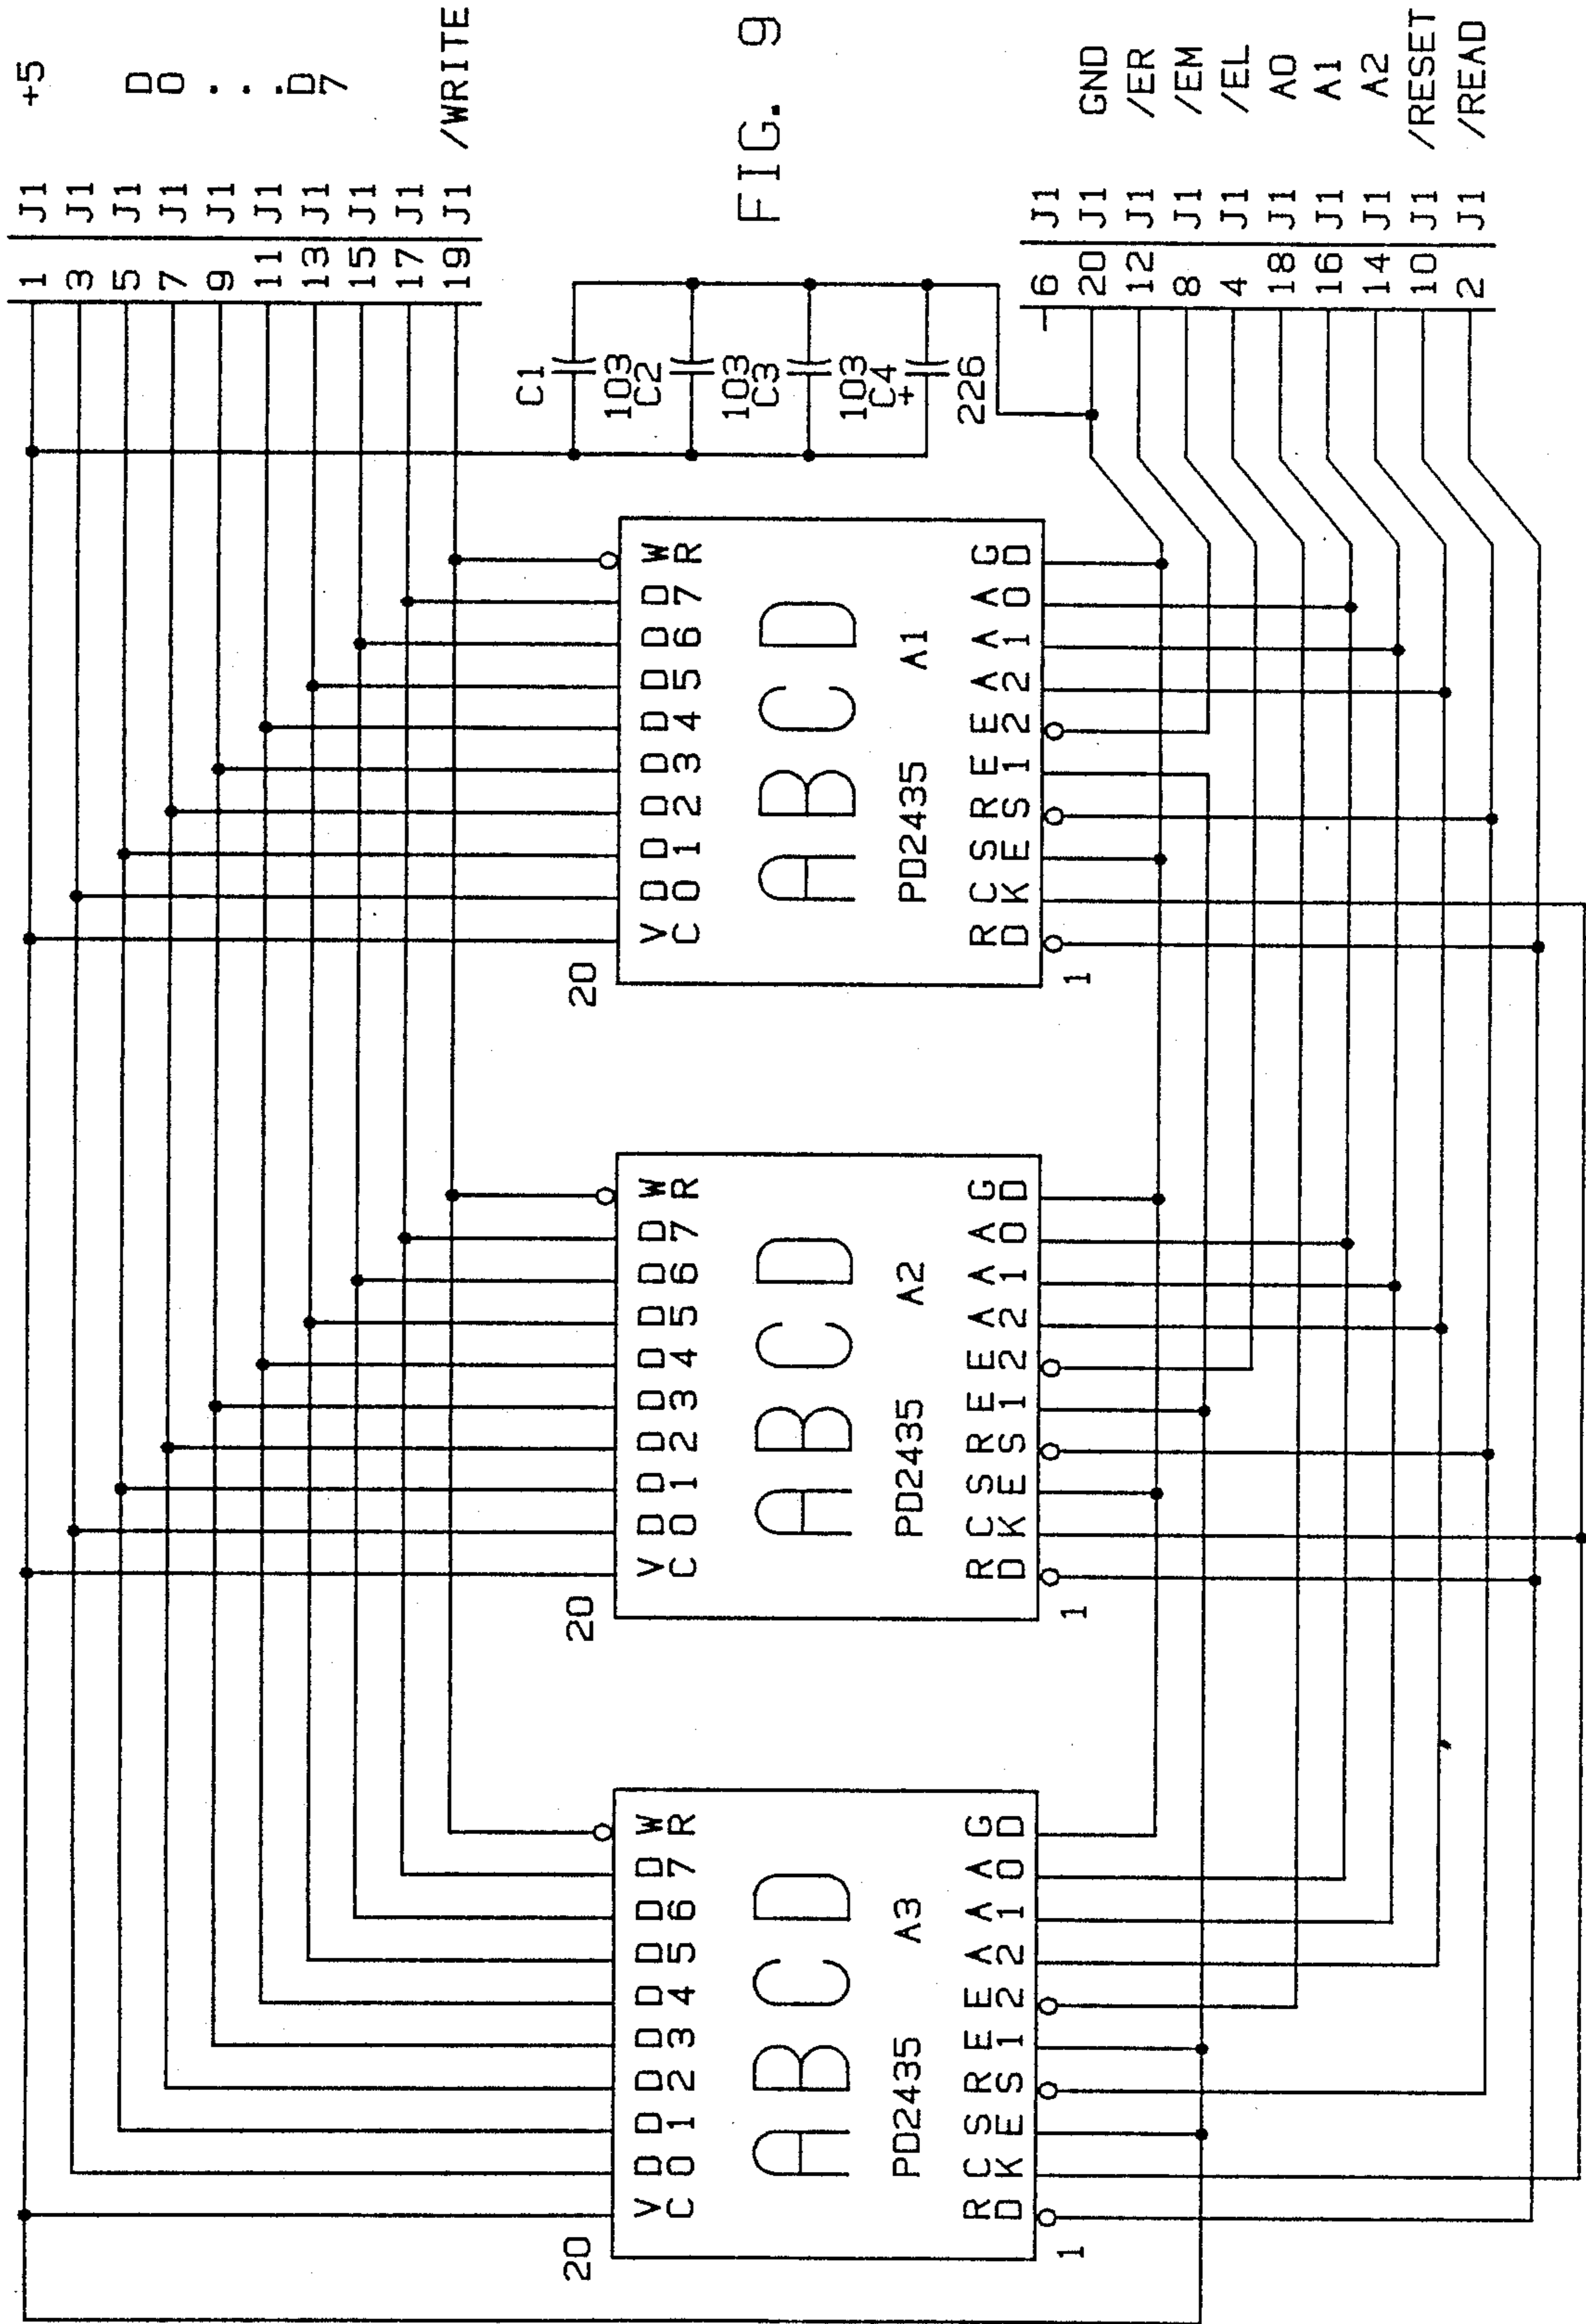 1 J1 +5
3 J1
5 J1 D0
7 J1 .
9 J1 .
11 J1 .
13 J1 D7
15 J1
17 J1
19 J1 /WRITE
C1
103
C2
103
C3
103
C4
+
226
FIG. 9
20
VC D0 D1 D2 D3 D4 D5 D6 D7 WR
ABCD
PD2435 A3
RD CK SE RS E1 E2 A2 A1 A0 GD
1
20
VC D0 D1 D2 D3 D4 D5 D6 D7 WR
ABCD
PD2435 A2
RD CK SE RS E1 E2 A2 A1 A0 GD
1
20
VC D0 D1 D2 D3 D4 D5 D6 D7 WR
ABCD
PD2435 A1
RD CK SE RS E1 E2 A2 A1 A0 GD
1
6 J1
20 J1 GND
12 J1 /ER
8 J1 /EM
4 J1 /EL
18 J1 A0
16 J1 A1
14 J1 A2
10 J1 /RESET
2 J1 /READ